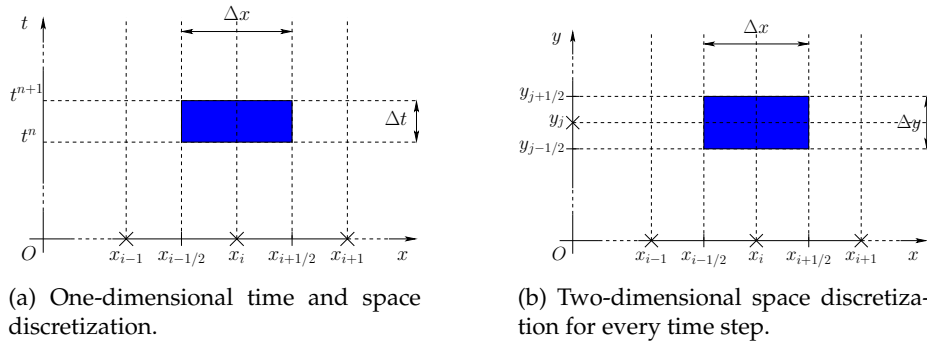 t
Δx
t^{n+1}
Δt
t^n
O
x_{i−1}
x_{i−1/2}
x_i
x_{i+1/2}
x_{i+1}
x
(a) One-dimensional time and space
discretization.
y
Δx
y_{j+1/2}
y_j
Δy
y_{j−1/2}
O
x_{i−1}
x_{i−1/2}
x_i
x_{i+1/2}
x_{i+1}
x
(b) Two-dimensional space discretiza-
tion for every time step.